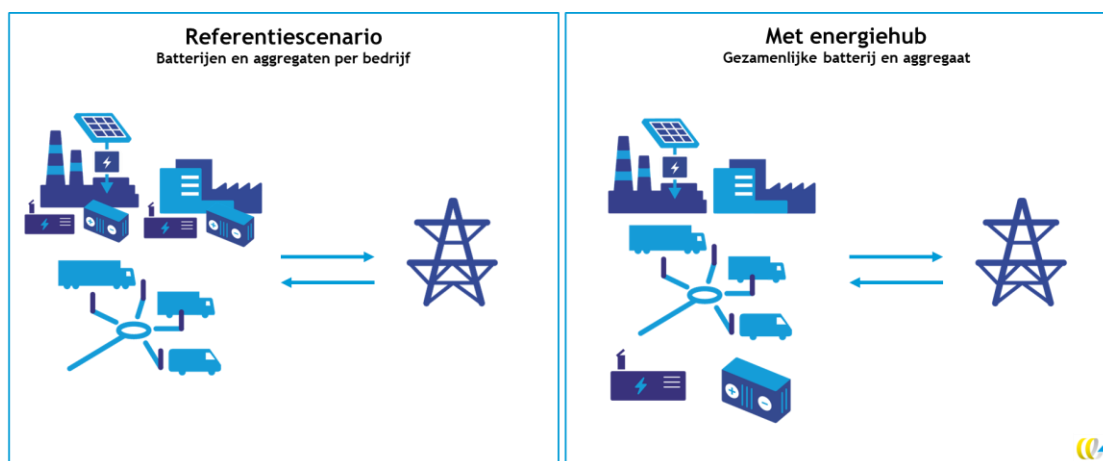 Referentiescenario
Batterijen en aggregaten per bedrijf
Met energiehub
Gezamenlijke batterij en aggregaat